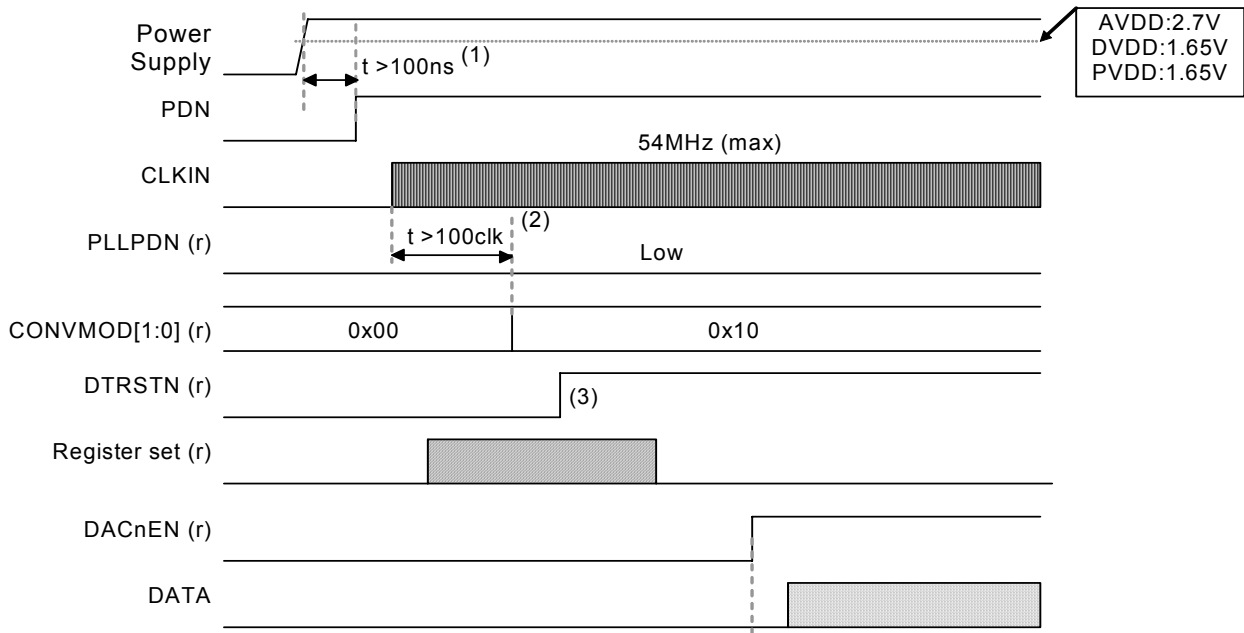 Power
Supply
AVDD:2.7V
DVDD:1.65V
PVDD:1.65V
t >100ns (1)
PDN
54MHz (max)
CLKIN
(2)
t >100clk
PLLPDN (r)
Low
CONVMOD[1:0] (r)
0x00
0x10
DTRSTN (r)
(3)
Register set (r)
DACnEN (r)
DATA